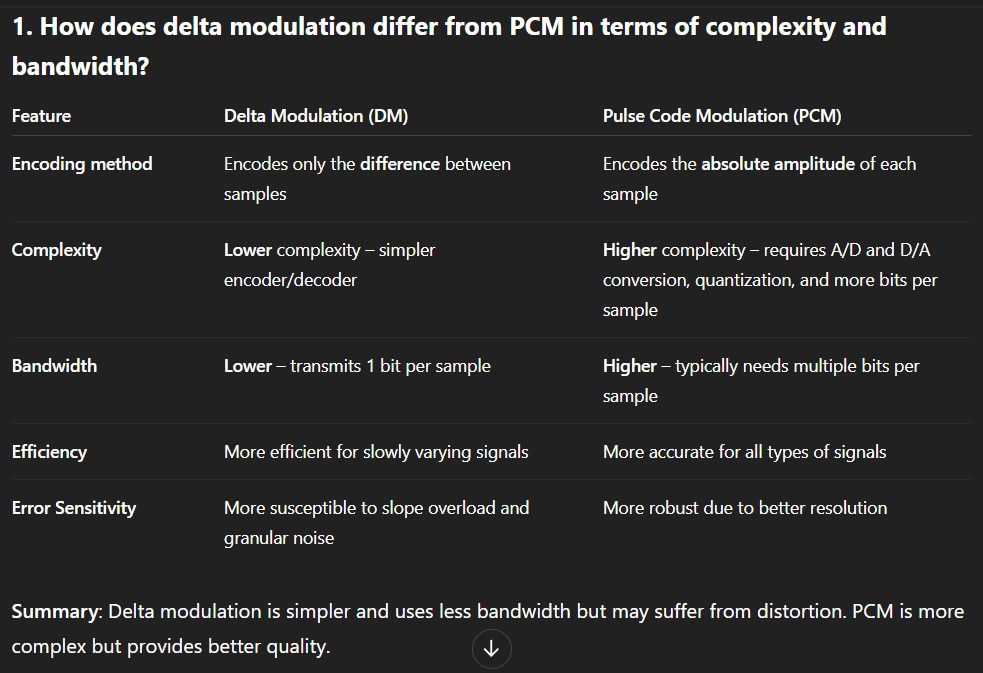 1. How does delta modulation differ from PCM in terms of complexity and
bandwidth?
Feature Delta Modulation (DM) Pulse Code Modulation (PCM)
Encoding method Encodes only the difference between Encodes the absolute amplitude of each
samples sample
Complexity Lower complexity – simpler Higher complexity – requires A/D and D/A
encoder/decoder conversion, quantization, and more bits per
sample
Bandwidth Lower – transmits 1 bit per sample Higher – typically needs multiple bits per
sample
Efficiency More efficient for slowly varying signals More accurate for all types of signals
Error Sensitivity More susceptible to slope overload and More robust due to better resolution
granular noise
Summary: Delta modulation is simpler and uses less bandwidth but may suffer from distortion. PCM is more
complex but provides better quality.